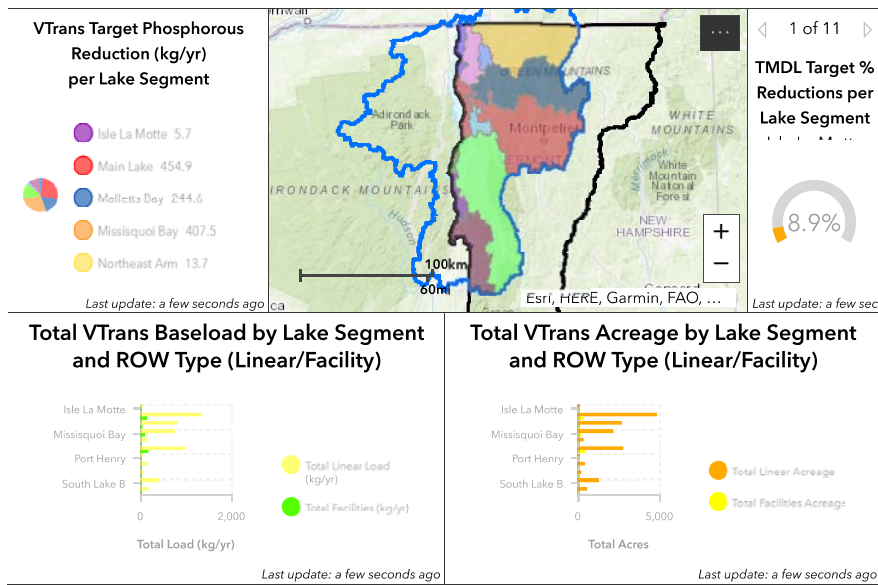 VTrans Target Phosphorous
Reduction (kg/yr)
per Lake Segment
Isle La Motte 5.7
Main Lake 454.9
Malletts Bay 244.6
Missisquoi Bay 407.5
Northeast Arm 13.7
Last update: a few seconds ago
Adirondack
Park
GREEN MOUNTAINS
Montpelier
VERMONT
WHITE
MOUNTAINS
Merrimack
White
Mountain
National
Forest
IRONDACK MOUNTAINS
Hudson
NEW
HAMPSHIRE
100km
60mi
Concord
ca
...
+
−
Esri, HERE, Garmin, FAO, ...
1 of 11
TMDL Target %
Reductions per
Lake Segment
8.9%
Last update: a few sec
Total VTrans Baseload by Lake Segment
and ROW Type (Linear/Facility)
Isle La Motte
Missisquoi Bay
Port Henry
South Lake B
0 2,000
Total Load (kg/yr)
Total Linear Load
(kg/yr)
Total Facilities (kg/yr)
Last update: a few seconds ago
Total VTrans Acreage by Lake Segment
and ROW Type (Linear/Facility)
Isle La Motte
Missisquoi Bay
Port Henry
South Lake B
0 5,000
Total Acres
Total Linear Acreage
Total Facilities Acreage
Last update: a few seconds ago